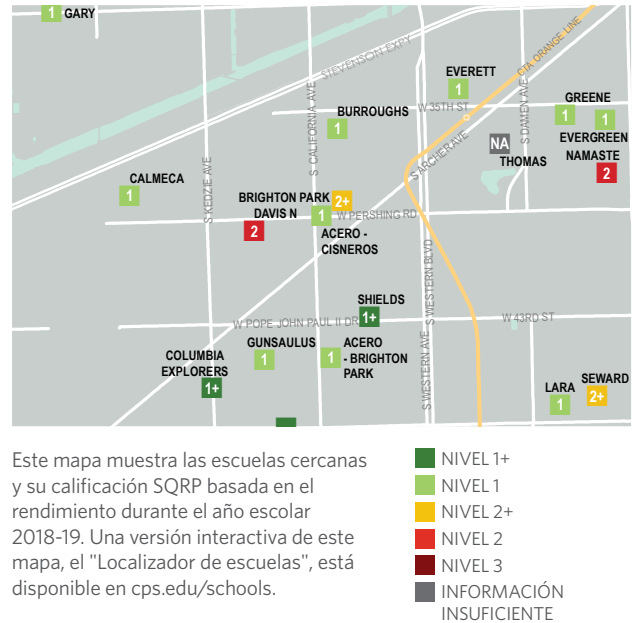 1 GARY
STEVENSON EXPY
CTA ORANGE LINE
EVERETT
1
S DAMEN AVE
GREENE
1
1
EVERGREEN
W 35TH ST
BURROUGHS
1
S CALIFORNIA AVE
S ARCHER AVE
NA
THOMAS
NAMASTE
2
CALMECA
1
S KEDZIE AVE
BRIGHTON PARK
2+
DAVIS N
2
1
W PERSHING RD
ACERO -
CISNEROS
S WESTERN BLVD
SHIELDS
1+
W POPE JOHN PAUL II DR
W 43RD ST
S WESTERN AVE
COLUMBIA
EXPLORERS
1+
GUNSAULUS
1
1
ACERO
- BRIGHTON
PARK
LARA
1
SEWARD
2+
Este mapa muestra las escuelas cercanas
y su calificación SQRP basada en el
rendimiento durante el año escolar
2018-19. Una versión interactiva de este
mapa, el "Localizador de escuelas", está
disponible en cps.edu/schools.
NIVEL 1+
NIVEL 1
NIVEL 2+
NIVEL 2
NIVEL 3
INFORMACIÓN
INSUFICIENTE